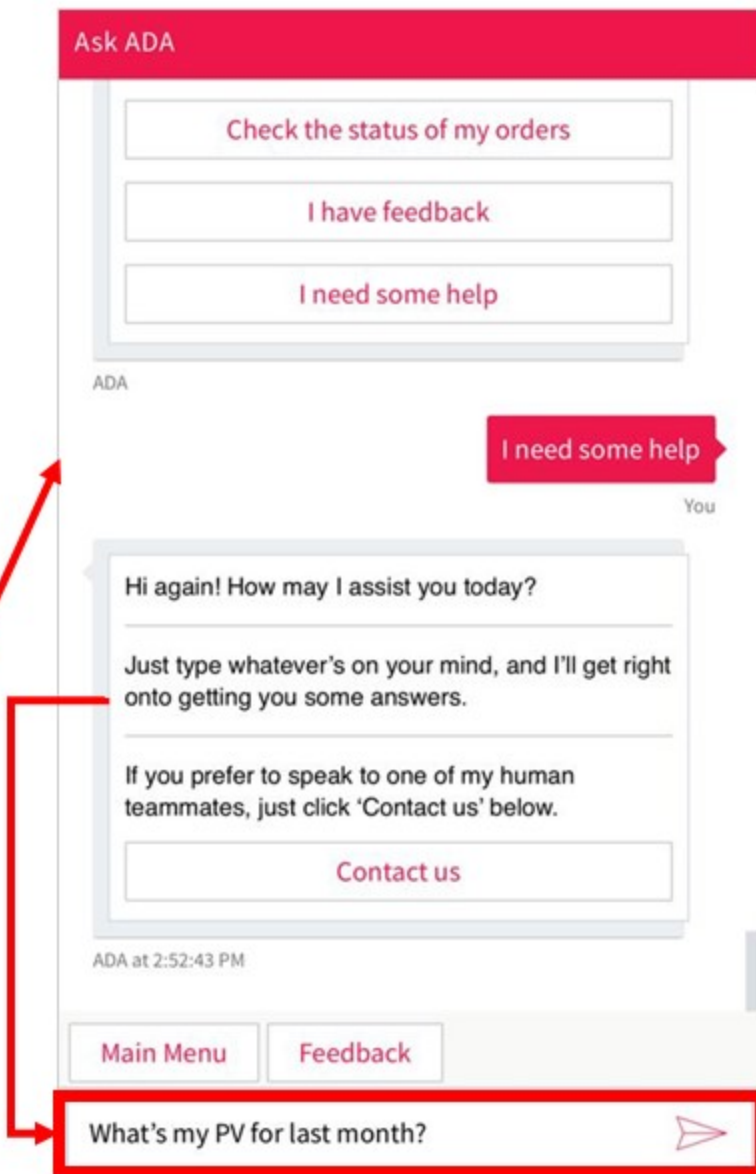 Ask ADA
Check the status of my orders
I have feedback
I need some help
ADA
I need some help
You
Hi again! How may I assist you today?
Just type whatever’s on your mind, and I’ll get right
onto getting you some answers.
If you prefer to speak to one of my human
teammates, just click ‘Contact us’ below.
Contact us
ADA at 2:52:43 PM
Main Menu
Feedback
What’s my PV for last month?